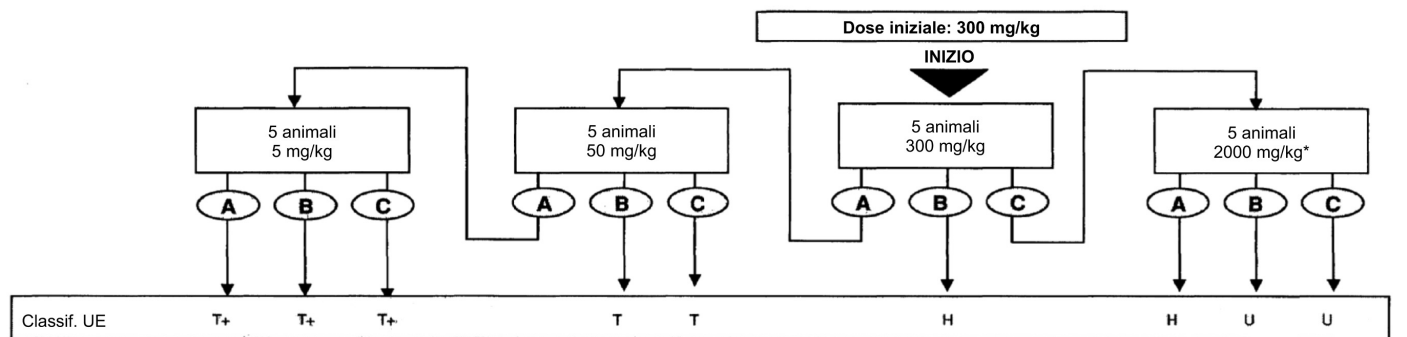 Dose iniziale: 300 mg/kg
INIZIO
5 animali
5 mg/kg
5 animali
50 mg/kg
5 animali
300 mg/kg
5 animali
2000 mg/kg*
A B C
A B C
A B C
A B C
Classif. UE T+ T+ T+ T T H H U U